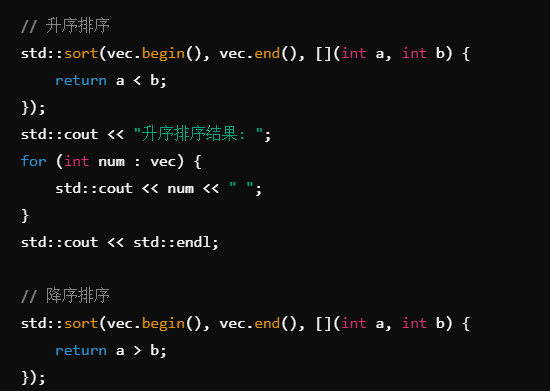 // 升序排序
std::sort(vec.begin(), vec.end(), [](int a, int b) {
    return a < b;
});
std::cout << "升序排序结果: ";
for (int num : vec) {
    std::cout << num << " ";
}
std::cout << std::endl;

// 降序排序
std::sort(vec.begin(), vec.end(), [](int a, int b) {
    return a > b;
});